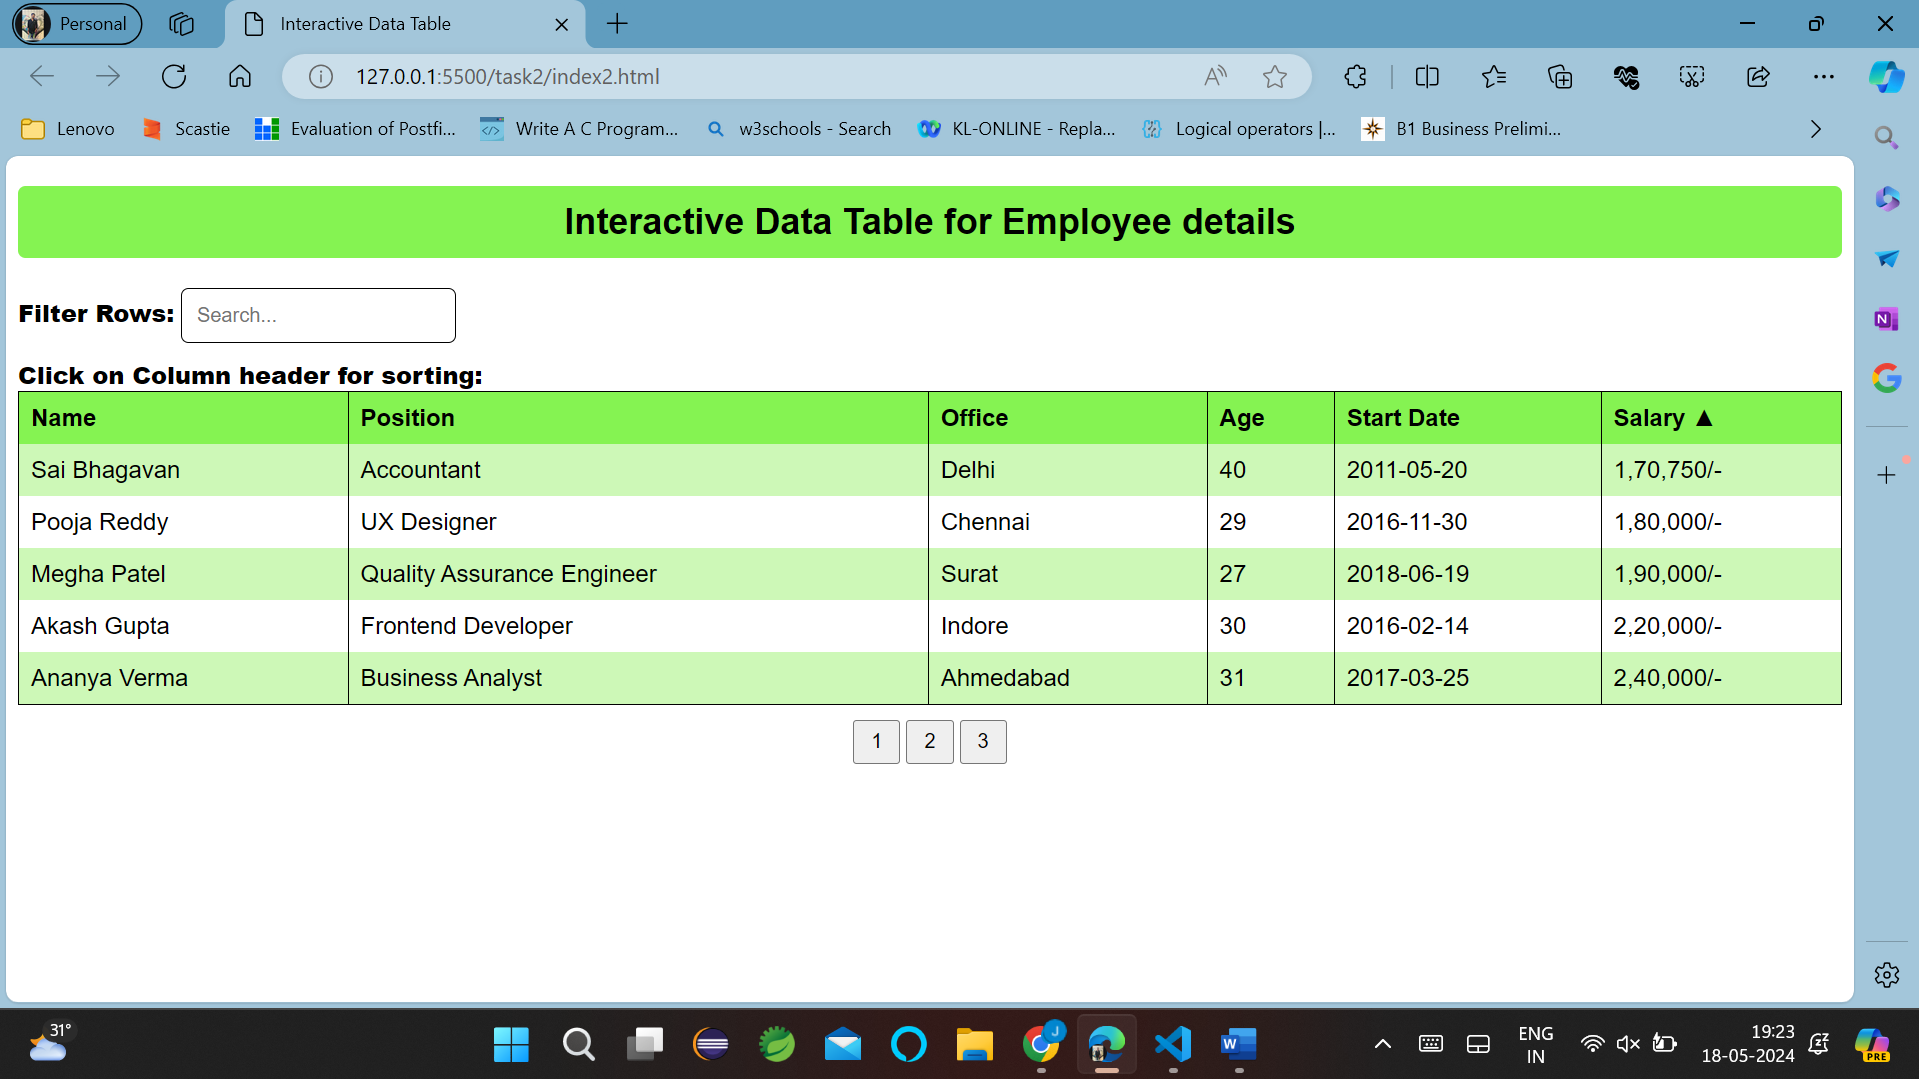 Personal
Interactive Data Table
127.0.0.1:5500/task2/index2.html
Lenovo
Scastie
Evaluation of Postfi...
Write A C Program...
w3schools - Search
KL-ONLINE - Repla...
Logical operators |...
B1 Business Prelimi...
Interactive Data Table for Employee details
Filter Rows: Search...
Click on Column header for sorting:
Name Position Office Age Start Date Salary ▲
Sai Bhagavan Accountant Delhi 40 2011-05-20 1,70,750/-
Pooja Reddy UX Designer Chennai 29 2016-11-30 1,80,000/-
Megha Patel Quality Assurance Engineer Surat 27 2018-06-19 1,90,000/-
Akash Gupta Frontend Developer Indore 30 2016-02-14 2,20,000/-
Ananya Verma Business Analyst Ahmedabad 31 2017-03-25 2,40,000/-
1 2 3
31°
J
W
ENG
IN
19:23
18-05-2024
PRE